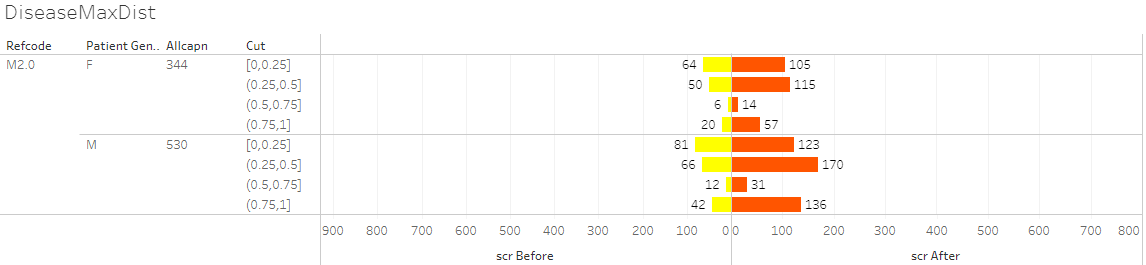 DiseaseMaxDist
Refcode Patient Gen.. Allcapn Cut
M2.0 F 344 [0,0.25] 64 105
(0.25,0.5] 50 115
(0.5,0.75] 6 14
(0.75,1] 20 57
M 530 [0,0.25] 81 123
(0.25,0.5] 66 170
(0.5,0.75] 12 31
(0.75,1] 42 136
900 800 700 600 500 400 300 200 100 0 0 100 200 300 400 500 600 700 800
scr Before scr After